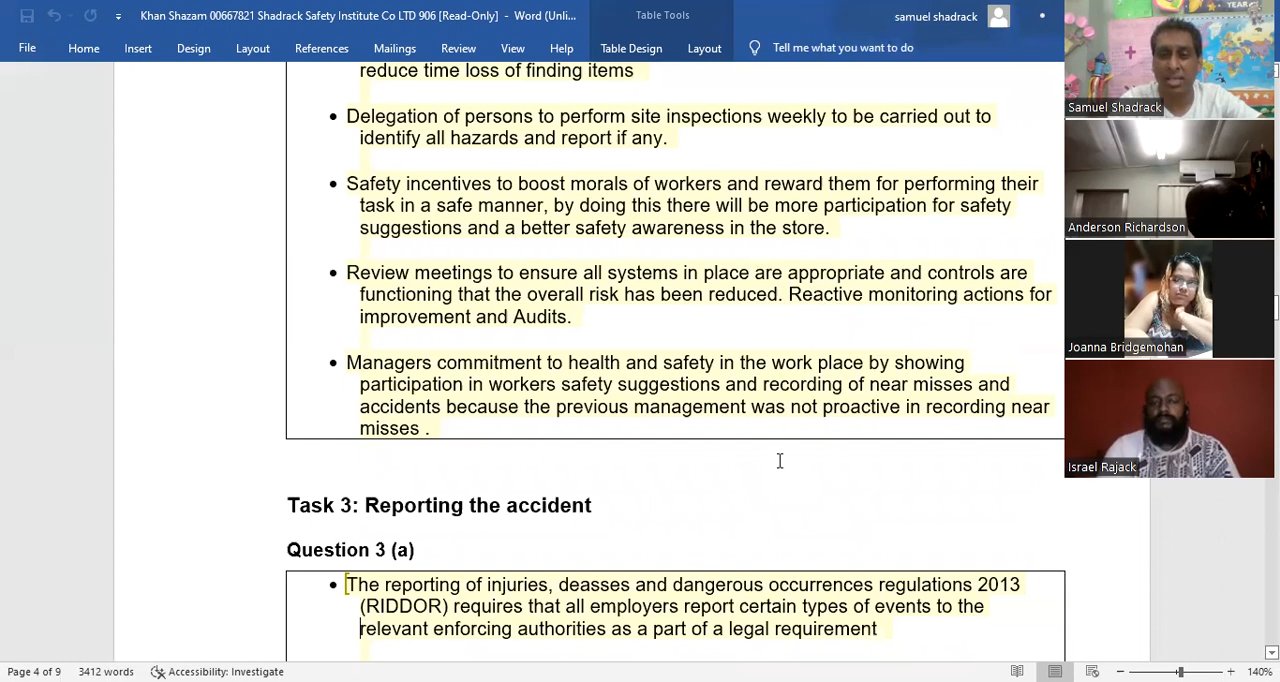 Khan Shazam 00667821 Shadrack Safety Institute Co LTD 906 [Read-Only] - Word (Unli...
Table Tools
samuel shadrack
File
Home
Insert
Design
Layout
References
Mailings
Review
View
Help
Table Design
Layout
Tell me what you want to do
reduce time loss of finding items
• Delegation of persons to perform site inspections weekly to be carried out to
identify all hazards and report if any.
• Safety incentives to boost morals of workers and reward them for performing their
task in a safe manner, by doing this there will be more participation for safety
suggestions and a better safety awareness in the store.
• Review meetings to ensure all systems in place are appropriate and controls are
functioning that the overall risk has been reduced. Reactive monitoring actions for
improvement and Audits.
• Managers commitment to health and safety in the work place by showing
participation in workers safety suggestions and recording of near misses and
accidents because the previous management was not proactive in recording near
misses .
Task 3: Reporting the accident
Question 3 (a)
• The reporting of injuries, deasses and dangerous occurrences regulations 2013
(RIDDOR) requires that all employers report certain types of events to the
relevant enforcing authorities as a part of a legal requirement
Samuel Shadrack
Anderson Richardson
Joanna Bridgemohan
Israel Rajack
Page 4 of 9
3412 words
Accessibility: Investigate
140%